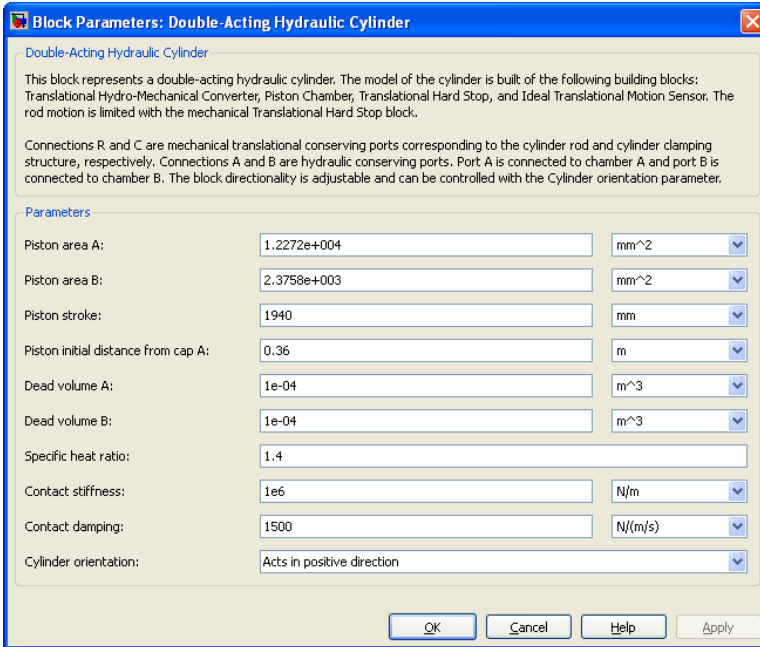 Block Parameters: Double-Acting Hydraulic Cylinder
Double-Acting Hydraulic Cylinder
This block represents a double-acting hydraulic cylinder. The model of the cylinder is built of the following building blocks:
Translational Hydro-Mechanical Converter, Piston Chamber, Translational Hard Stop, and Ideal Translational Motion Sensor. The
rod motion is limited with the mechanical Translational Hard Stop block.
Connections R and C are mechanical translational conserving ports corresponding to the cylinder rod and cylinder clamping
structure, respectively. Connections A and B are hydraulic conserving ports. Port A is connected to chamber A and port B is
connected to chamber B. The block directionality is adjustable and can be controlled with the Cylinder orientation parameter.
Parameters
Piston area A: 1.2272e+004 mm^2
Piston area B: 2.3758e+003 mm^2
Piston stroke: 1940 mm
Piston initial distance from cap A: 0.36 m
Dead volume A: 1e-04 m^3
Dead volume B: 1e-04 m^3
Specific heat ratio: 1.4
Contact stiffness: 1e6 N/m
Contact damping: 1500 N/(m/s)
Cylinder orientation: Acts in positive direction
OK Cancel Help Apply